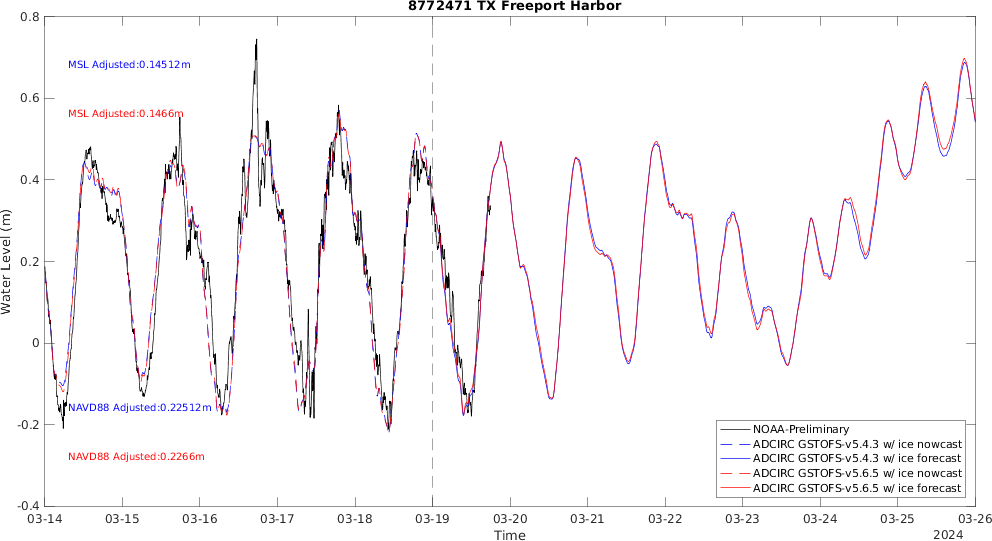 8772471 TX Freeport Harbor
0.8
MSL Adjusted:0.14512m
0.6
MSL Adjusted:0.1466m
0.4
Water Level (m)
0.2
0
NAVD88 Adjusted:0.22512m
-0.2
NAVD88 Adjusted:0.2266m
-0.4
NOAA-Preliminary
ADCIRC GSTOFS-v5.4.3 w/ ice nowcast
ADCIRC GSTOFS-v5.4.3 w/ ice forecast
ADCIRC GSTOFS-v5.6.5 w/ ice nowcast
ADCIRC GSTOFS-v5.6.5 w/ ice forecast
03-14 03-15 03-16 03-17 03-18 03-19 03-20 03-21 03-22 03-23 03-24 03-25 03-26
Time
2024